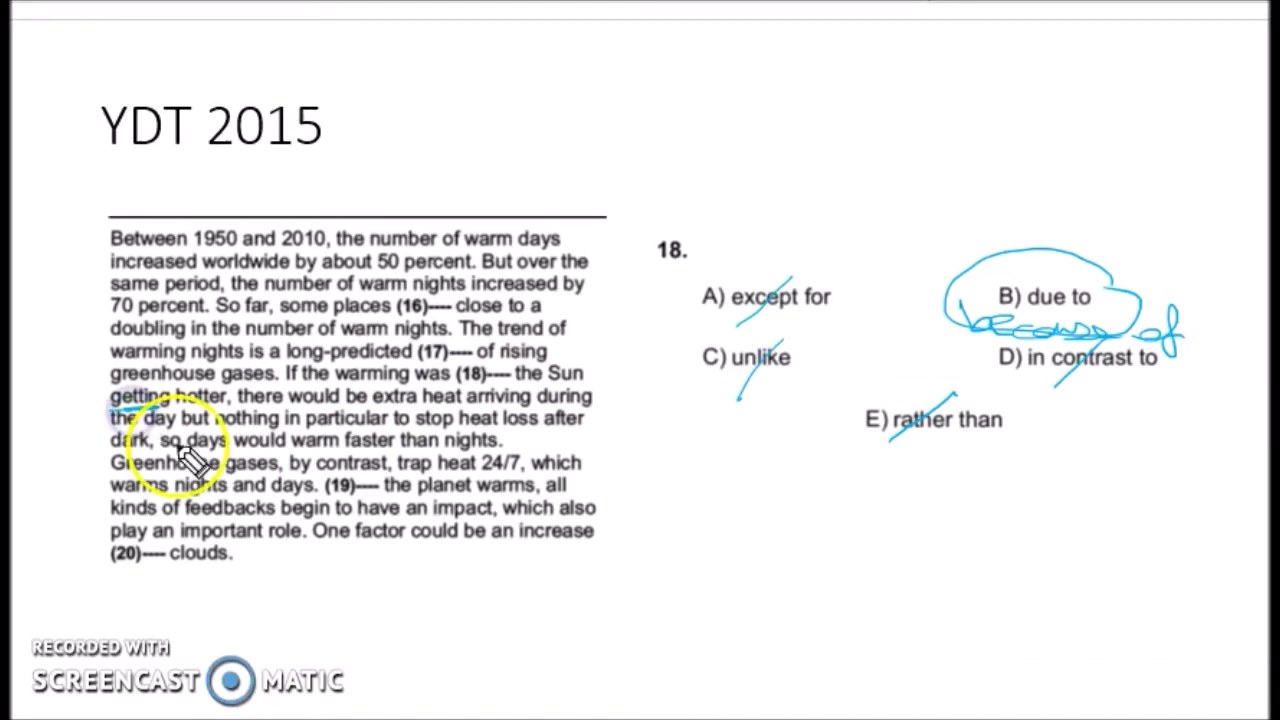 YDT 2015
Between 1950 and 2010, the number of warm days
increased worldwide by about 50 percent. But over the
same period, the number of warm nights increased by
70 percent. So far, some places (16)---- close to a
doubling in the number of warm nights. The trend of
warming nights is a long-predicted (17)---- of rising
greenhouse gases. If the warming was (18)---- the Sun
getting hotter, there would be extra heat arriving during
the day but nothing in particular to stop heat loss after
dark, so days would warm faster than nights.
Greenhouse gases, by contrast, trap heat 24/7, which
warms nights and days. (19)---- the planet warms, all
kinds of feedbacks begin to have an impact, which also
play an important role. One factor could be an increase
(20)---- clouds.
18.
A) except for
B) due to
because of
C) unlike
D) in contrast to
E) rather than
RECORDED WITH
SCREENCAST MATIC